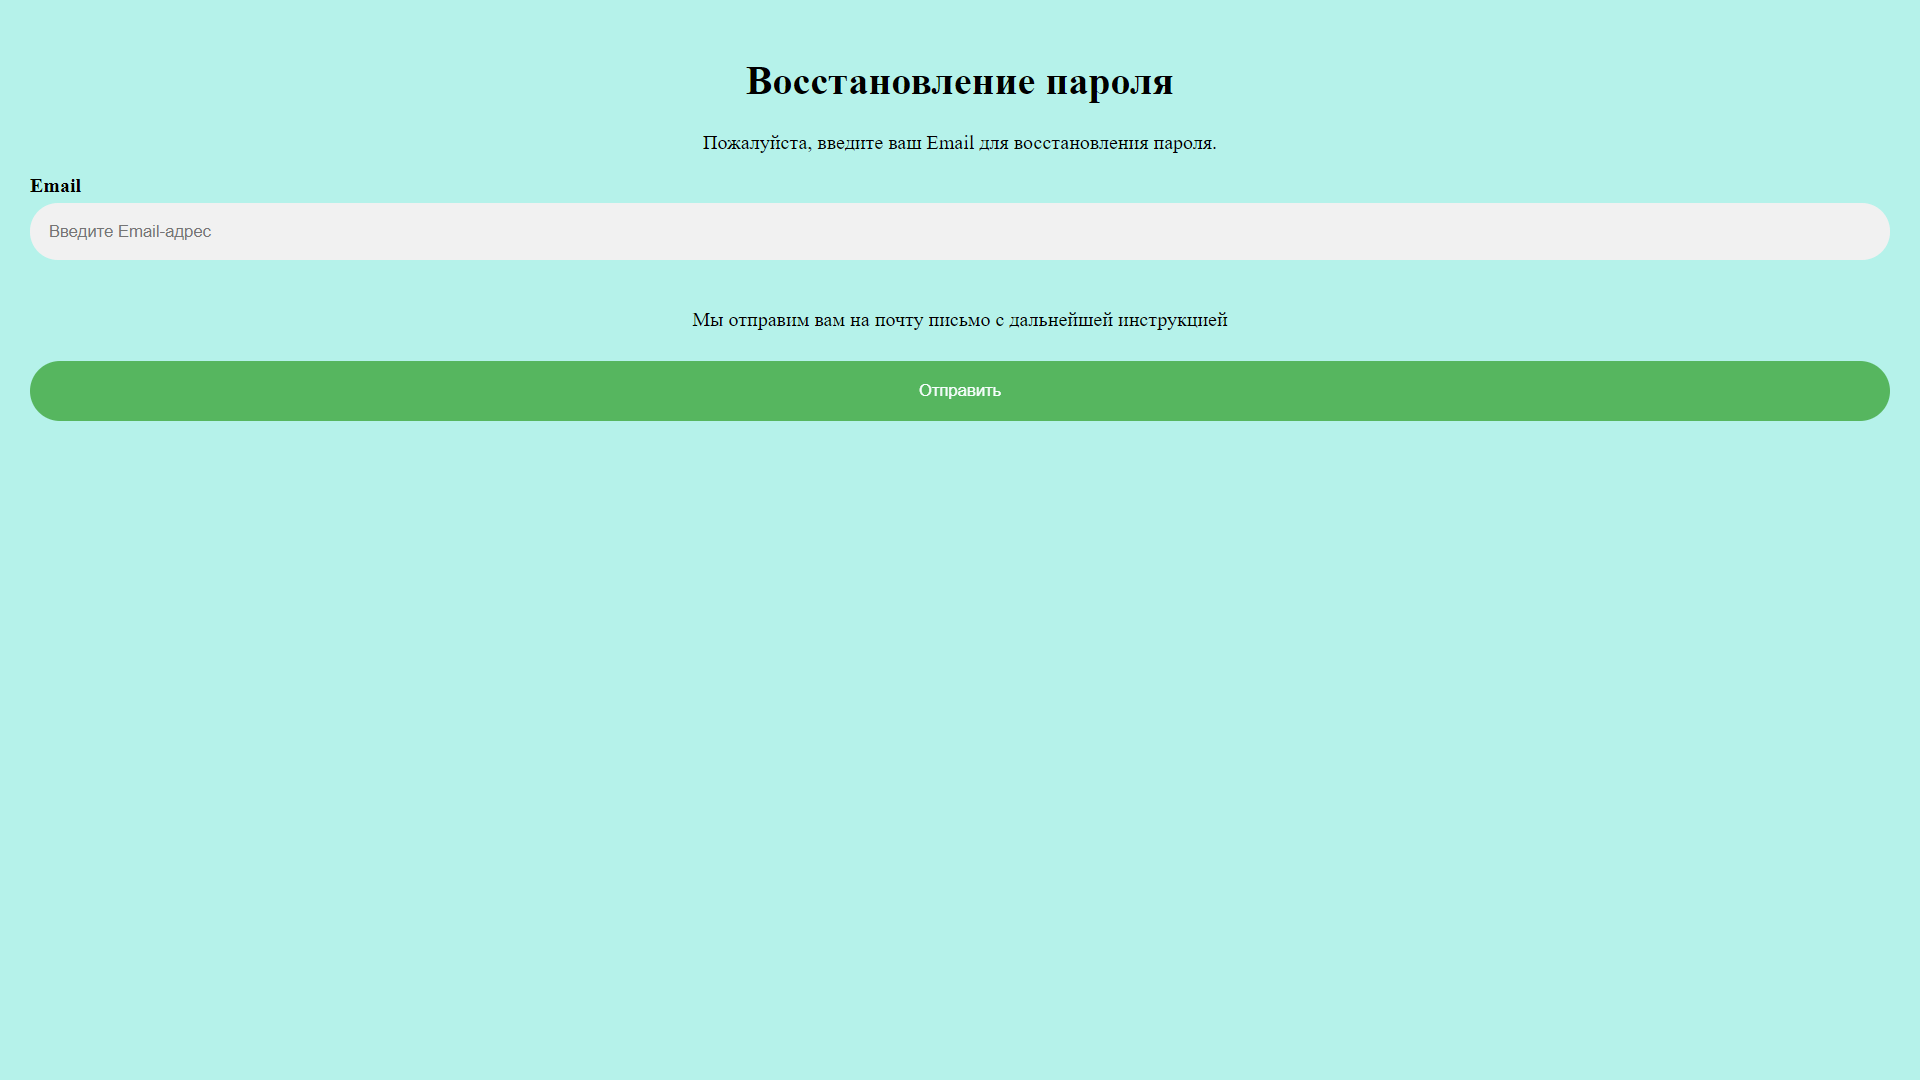 Восстановление пароля
Пожалуйста, введите ваш Email для восстановления пароля.
Email
Введите Email-адрес
Мы отправим вам на почту письмо с дальнейшей инструкцией
Отправить